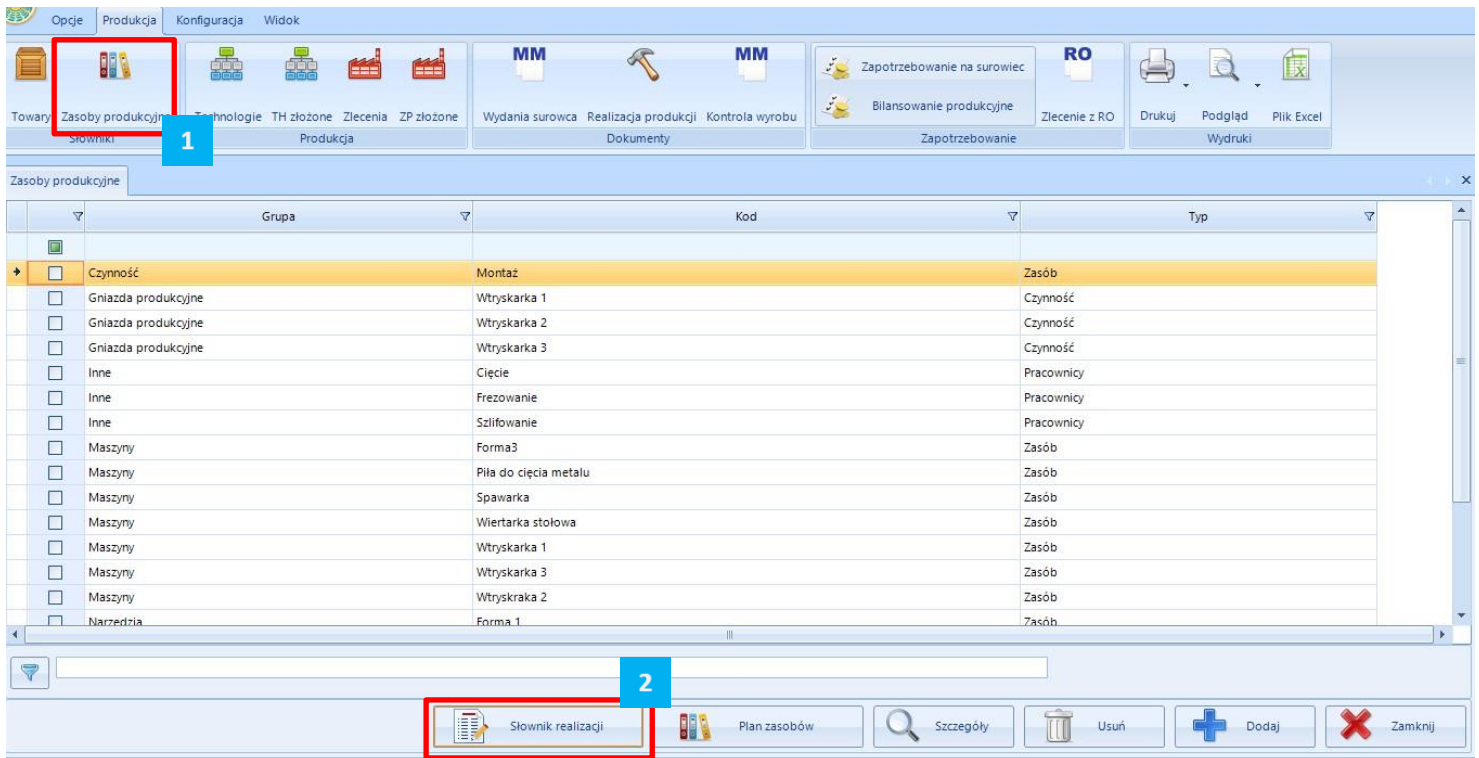 Opcje Produkcja Konfiguracja Widok
MM MM RO
Zapotrzebowanie na surowiec
Bilansowanie produkcyjne
Towary Zasoby produkcyjne Technologie TH złożone Zlecenia ZP złożone Wydania surowca Realizacja produkcji Kontrola wyrobu Zlecenie z RO Drukuj Podgląd Plik Excel
Słowniki Produkcja Dokumenty Zapotrzebowanie Wydruki
1
Zasoby produkcyjne
Grupa Kod Typ
Czynność Montaż Zasób
Gniazda produkcyjne Wtryskarka 1 Czynność
Gniazda produkcyjne Wtryskarka 2 Czynność
Gniazda produkcyjne Wtryskarka 3 Czynność
Inne Cięcie Pracownicy
Inne Frezowanie Pracownicy
Inne Szlifowanie Pracownicy
Maszyny Forma3 Zasób
Maszyny Piła do cięcia metalu Zasób
Maszyny Spawarka Zasób
Maszyny Wiertarka stołowa Zasób
Maszyny Wtryskarka 1 Zasób
Maszyny Wtryskarka 3 Zasób
Maszyny Wtryskraka 2 Zasób
Narzędzia Forma 1 Zasób
2
Słownik realizacji Plan zasobów Szczegóły Usuń Dodaj Zamknij